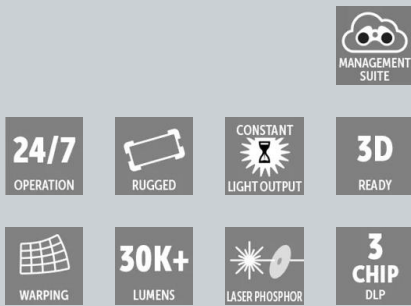 MANAGEMENT
SUITE
24/7
OPERATION
RUGGED
CONSTANT
LIGHT OUTPUT
3D
READY
WARPING
30K+
LUMENS
LASER PHOSPHOR
3
CHIP
DLP